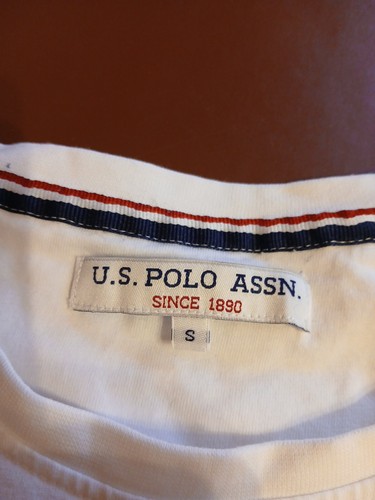 U.S. POLO ASSN.
SINCE 1890
S